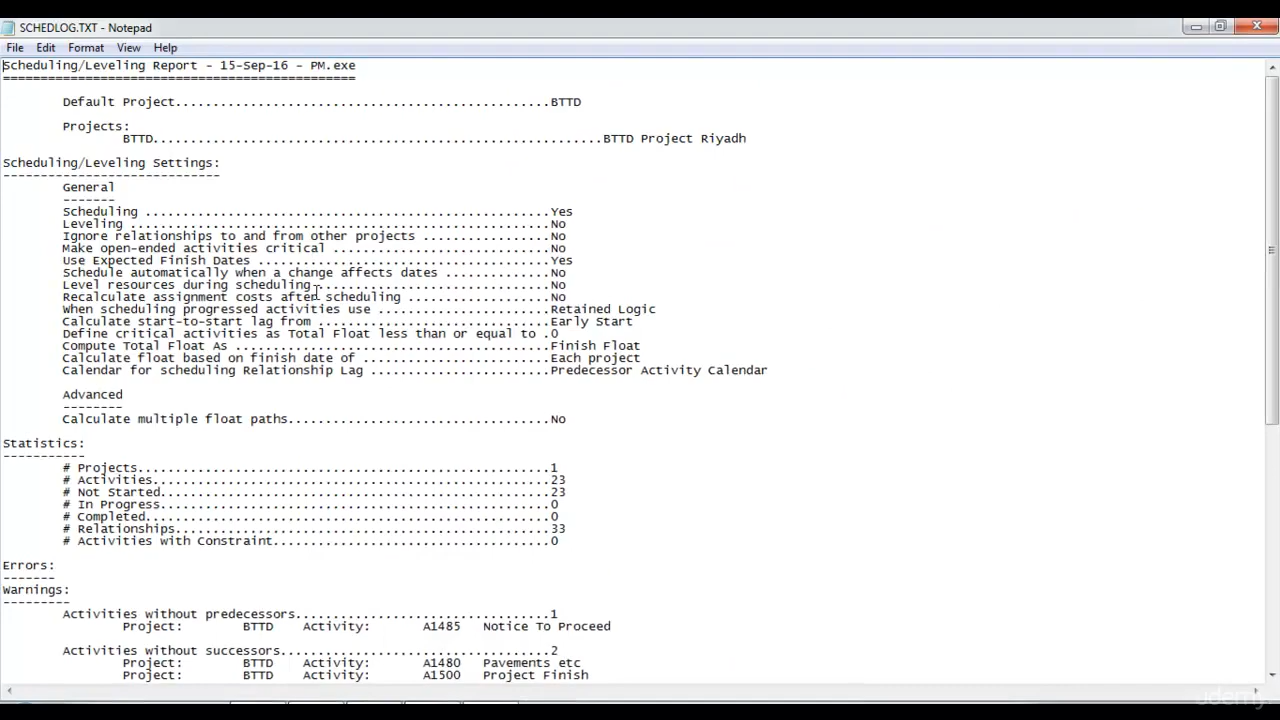 SCHEDLOG.TXT - Notepad
File Edit Format View Help
Scheduling/Leveling Report - 15-Sep-16 - PM.exe
===============================================
Default Project..................................................BTTD
Projects:
BTTD............................................................BTTD Project Riyadh
Scheduling/Leveling Settings:
-----------------------------
General
-------
Scheduling ......................................................Yes
Leveling ........................................................No
Ignore relationships to and from other projects .................No
Make open-ended activities critical .............................No
Use Expected Finish Dates .......................................Yes
Schedule automatically when a change affects dates ..............No
Level resources during scheduling ...............................No
Recalculate assignment costs after scheduling ...................No
When scheduling progressed activities use .......................Retained Logic
Calculate start-to-start lag from ...............................Early Start
Define critical activities as Total Float less than or equal to .0
Compute Total Float As ..........................................Finish Float
Calculate float based on finish date of .........................Each project
Calendar for scheduling Relationship Lag ........................Predecessor Activity Calendar
Advanced
--------
Calculate multiple float paths...................................No
Statistics:
-----------
# Projects.......................................................1
# Activities.....................................................23
# Not Started....................................................23
# In Progress....................................................0
# Completed......................................................0
# Relationships..................................................33
# Activities with Constraint.....................................0
Errors:
-------
Warnings:
---------
Activities without predecessors..................................1
Project: BTTD Activity: A1485 Notice To Proceed
Activities without successors....................................2
Project: BTTD Activity: A1480 Pavements etc
Project: BTTD Activity: A1500 Project Finish
udemy